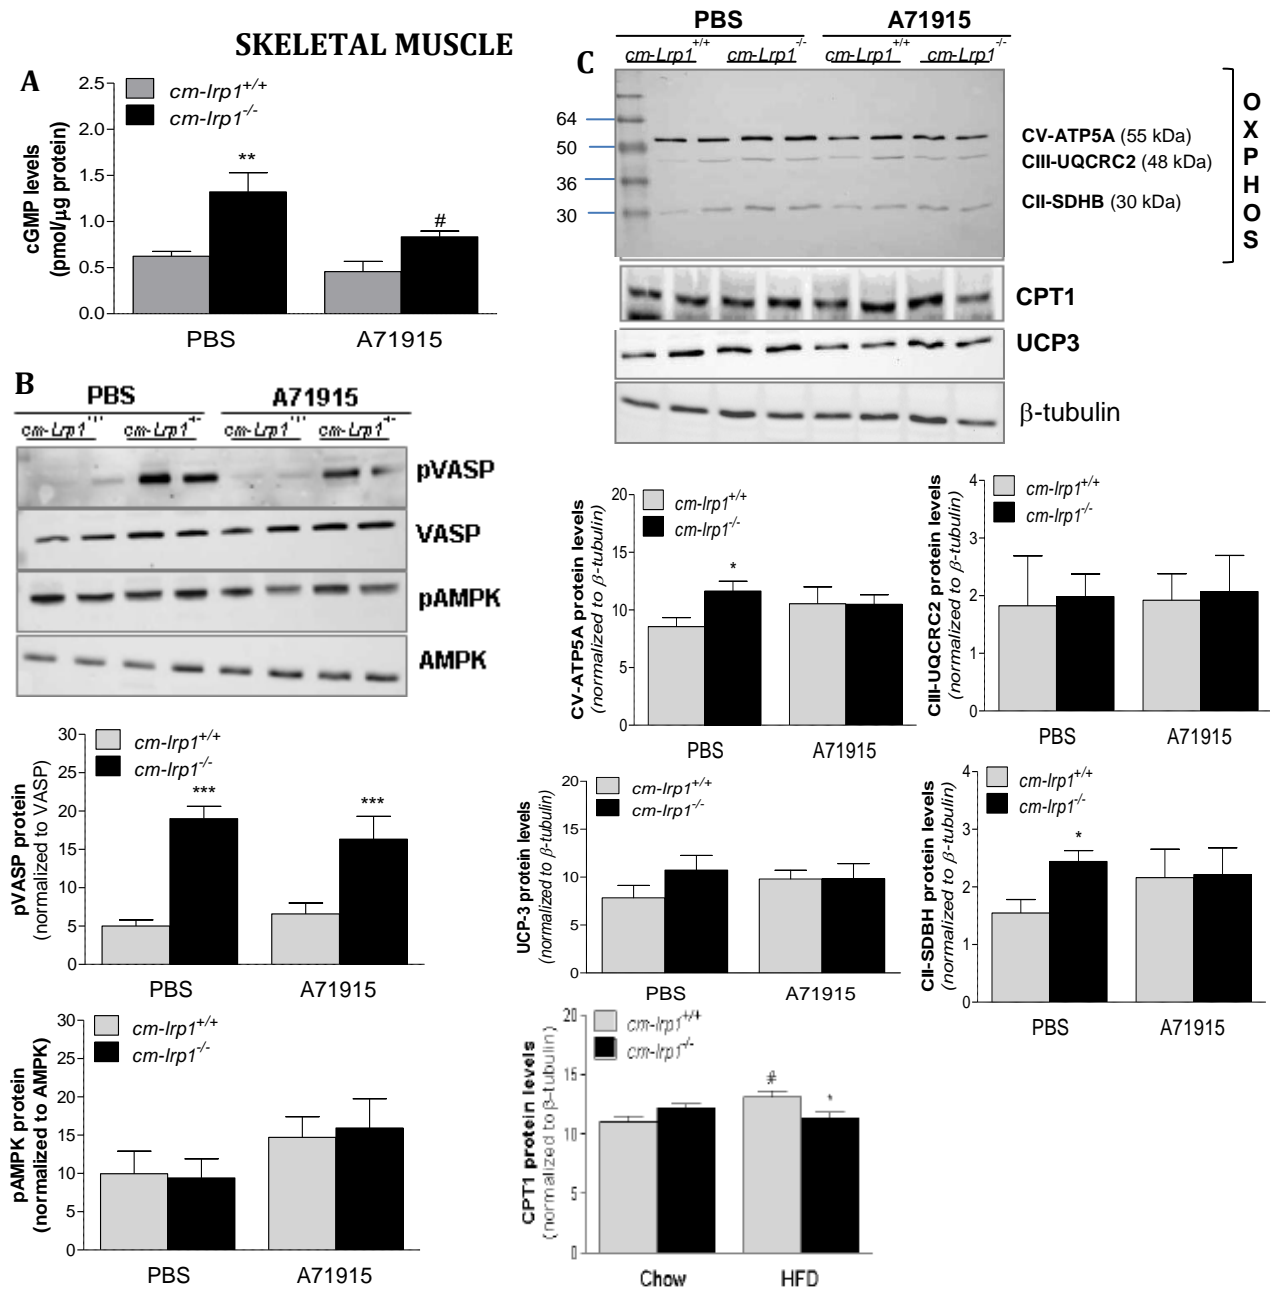 SKELETAL MUSCLE
A
cm-lrp1+/+
cm-lrp1-/-
cGMP levels
(pmol/µg protein)
2.5
2.0
1.5
1.0
0.5
0.0
**
#
PBS
A71915
B
PBS
A71915
cm-Lrp1
cm-Lrp1-/-
cm-Lrp1
cm-Lrp1-/-
pVASP
VASP
pAMPK
AMPK
pVASP protein
(normalized to VASP)
30
25
20
15
10
5
0
cm-lrp1+/+
cm-lrp1-/-
***
***
PBS
A71915
pAMPK protein
(normalized to AMPK)
30
25
20
15
10
5
0
cm-lrp1+/+
cm-lrp1-/-
PBS
A71915
C
PBS
A71915
cm-Lrp1+/+
cm-Lrp1-/-
cm-Lrp1+/+
cm-Lrp1-/-
64
50
36
30
CV-ATP5A (55 kDa)
CIII-UQCRC2 (48 kDa)
CII-SDHB (30 kDa)
OXPHOS
CPT1
UCP3
β-tubulin
CV-ATP5A protein levels
(normalized to β-tubulin)
20
15
10
5
0
cm-lrp1+/+
cm-lrp1-/-
*
PBS
A71915
CIII-UQCRC2 protein levels
(normalized to β-tubulin)
4
3
2
1
0
cm-lrp1+/+
cm-lrp1-/-
PBS
A71915
UCP-3 protein levels
(normalized to β-tubulin)
20
15
10
5
0
cm-lrp1+/+
cm-lrp1-/-
PBS
A71915
CII-SDBH protein levels
(normalized to β-tubulin)
4
3
2
1
0
cm-lrp1+/+
cm-lrp1-/-
*
PBS
A71915
CPT1 protein levels
(normalized to β-tubulin)
20
15
10
5
0
cm-lrp1+/+
cm-lrp1-/-
#
*
Chow
HFD